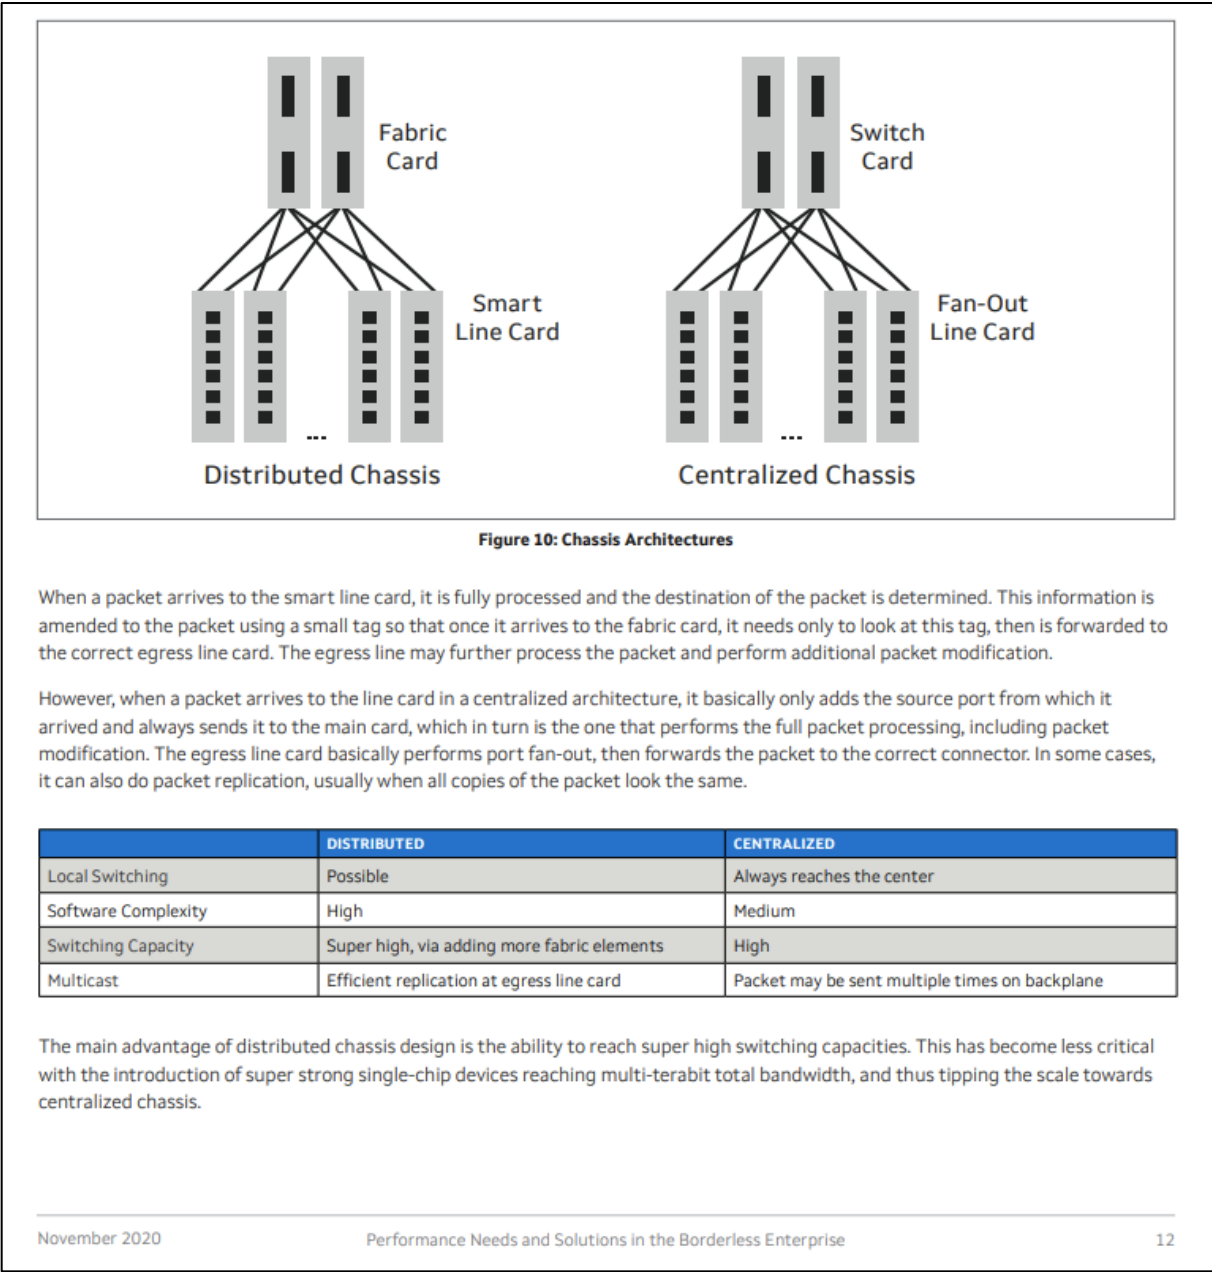 Fabric
Card
Smart
Line Card
...
Distributed Chassis
Switch
Card
Fan-Out
Line Card
...
Centralized Chassis
Figure 10: Chassis Architectures
When a packet arrives to the smart line card, it is fully processed and the destination of the packet is determined. This information is
amended to the packet using a small tag so that once it arrives to the fabric card, it needs only to look at this tag, then is forwarded to
the correct egress line card. The egress line may further process the packet and perform additional packet modification.
However, when a packet arrives to the line card in a centralized architecture, it basically only adds the source port from which it
arrived and always sends it to the main card, which in turn is the one that performs the full packet processing, including packet
modification. The egress line card basically performs port fan-out, then forwards the packet to the correct connector. In some cases,
it can also do packet replication, usually when all copies of the packet look the same.
DISTRIBUTED CENTRALIZED
Local Switching Possible Always reaches the center
Software Complexity High Medium
Switching Capacity Super high, via adding more fabric elements High
Multicast Efficient replication at egress line card Packet may be sent multiple times on backplane
The main advantage of distributed chassis design is the ability to reach super high switching capacities. This has become less critical
with the introduction of super strong single-chip devices reaching multi-terabit total bandwidth, and thus tipping the scale towards
centralized chassis.
November 2020 Performance Needs and Solutions in the Borderless Enterprise 12